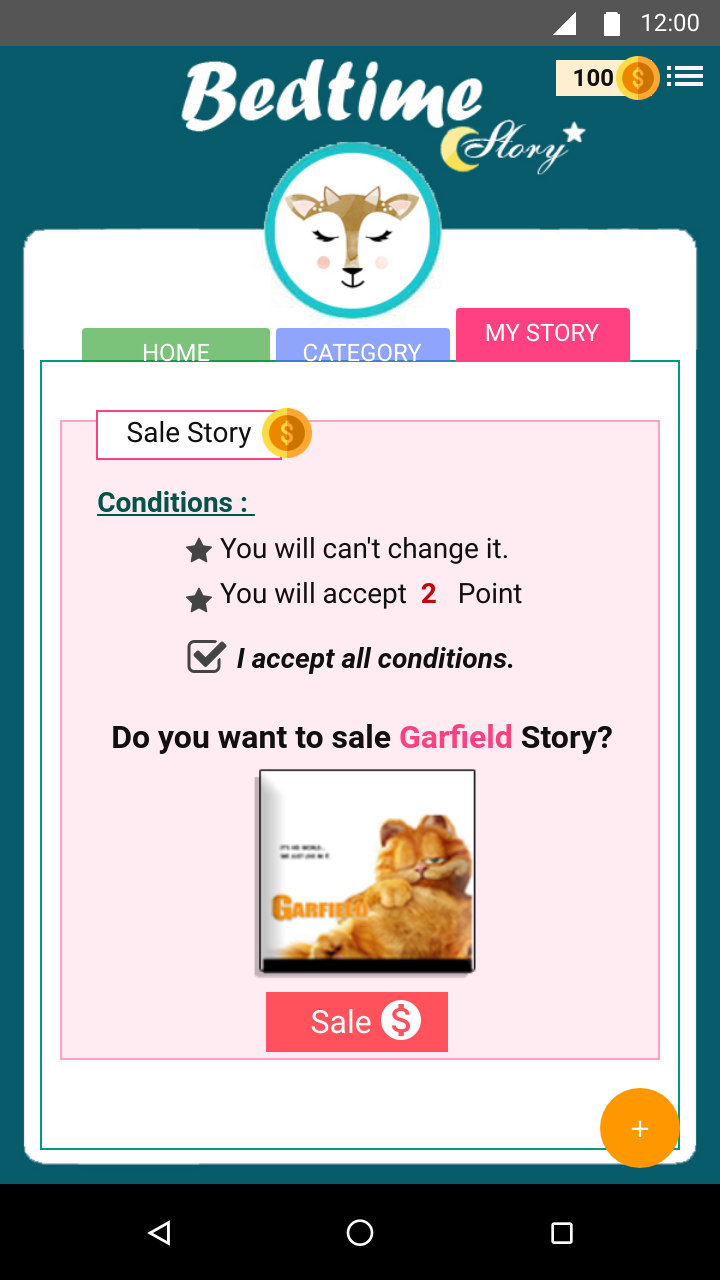 12:00
Bedtime
Story
100 $
HOME
CATEGORY
MY STORY
Sale Story $
Conditions :
You will can't change it.
You will accept 2 Point
I accept all conditions.
Do you want to sale Garfield Story?
IT'S HIS WORLD...
WE JUST LIVE IN IT
GARFIELD
Sale $
+